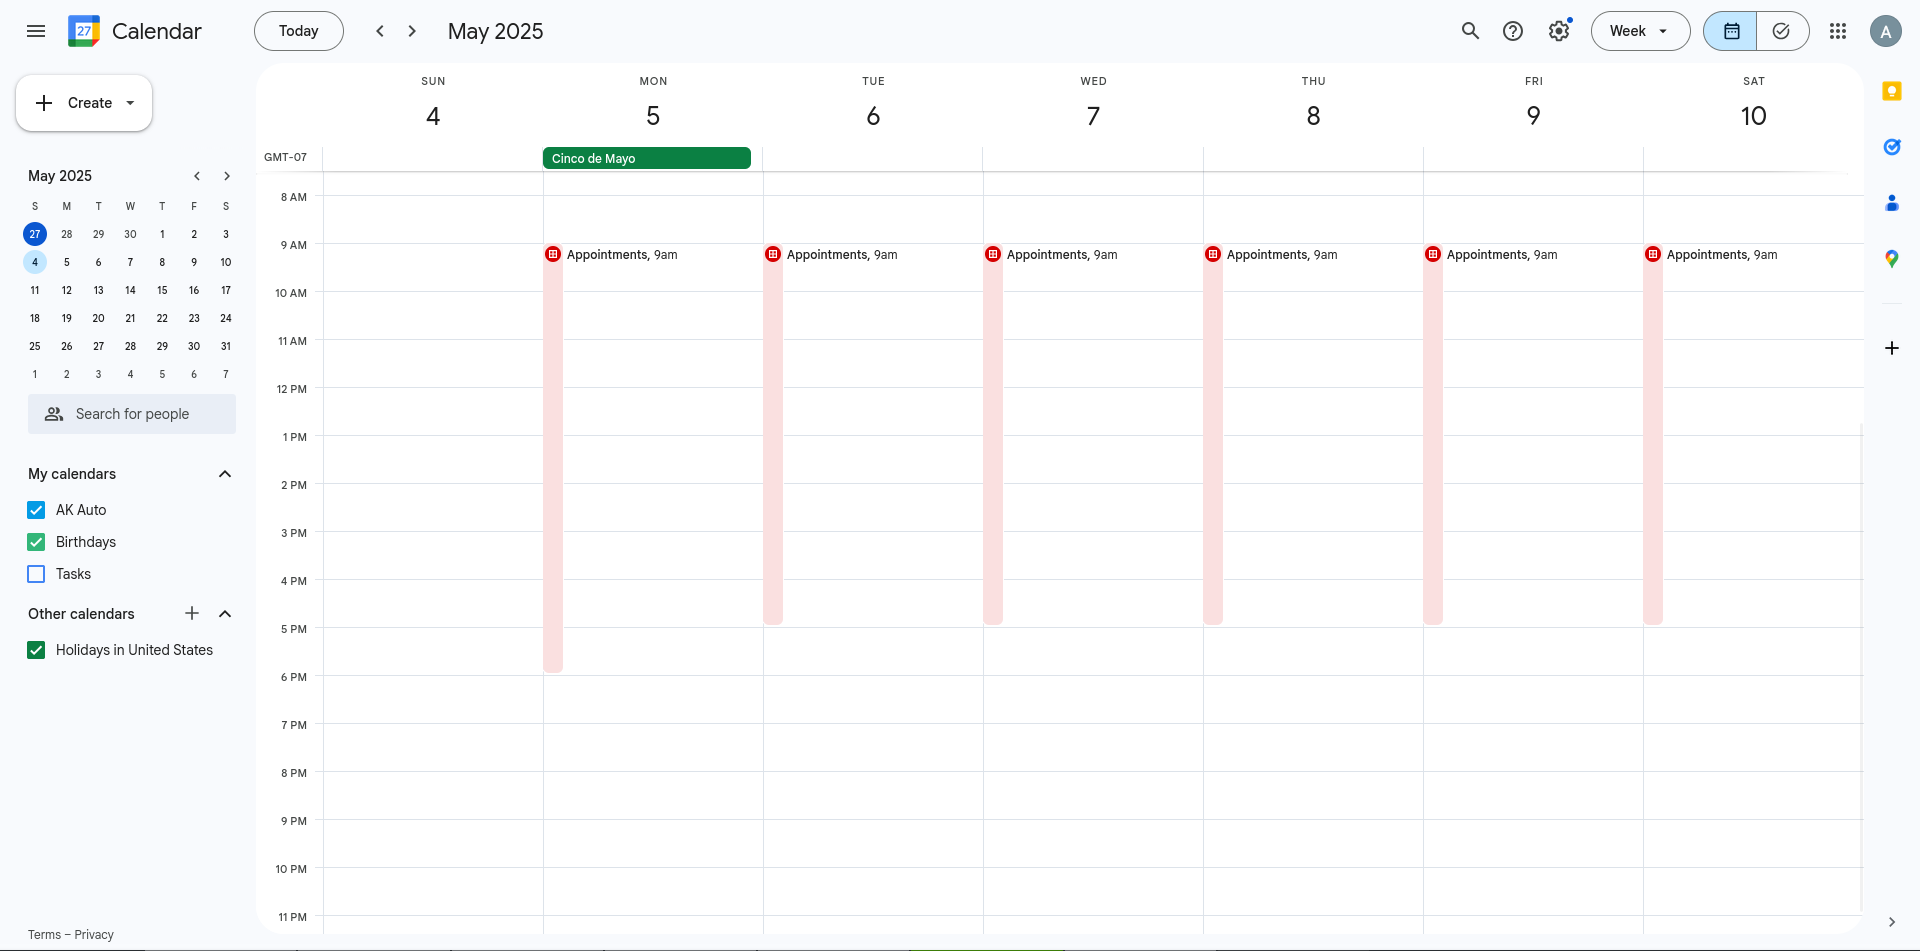 27 Calendar
Today
May 2025
Week
A
Create
May 2025
S M T W T F S
27 28 29 30 1 2 3
4 5 6 7 8 9 10
11 12 13 14 15 16 17
18 19 20 21 22 23 24
25 26 27 28 29 30 31
1 2 3 4 5 6 7
Search for people
My calendars
AK Auto
Birthdays
Tasks
Other calendars
Holidays in United States
Terms – Privacy
SUN MON TUE WED THU FRI SAT
4 5 6 7 8 9 10
GMT-07
Cinco de Mayo
8 AM
9 AM
Appointments, 9am
Appointments, 9am
Appointments, 9am
Appointments, 9am
Appointments, 9am
Appointments, 9am
10 AM
11 AM
12 PM
1 PM
2 PM
3 PM
4 PM
5 PM
6 PM
7 PM
8 PM
9 PM
10 PM
11 PM